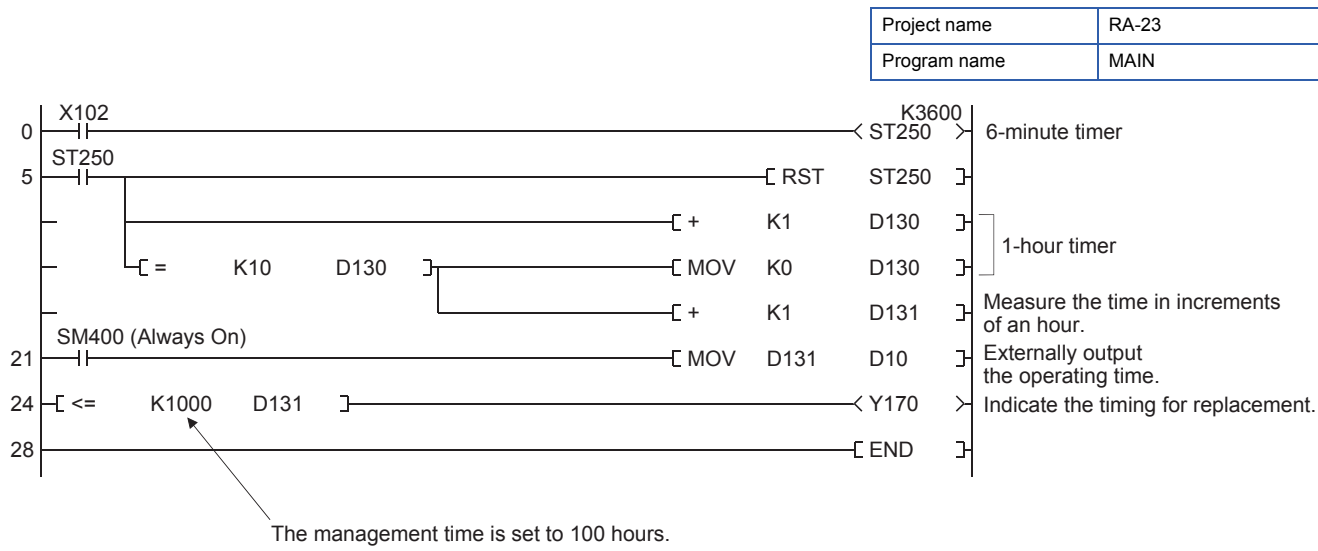 Project name RA-23
Program name MAIN
X102 K3600
0 ST250 6-minute timer
ST250
5 RST ST250
+ K1 D130
1-hour timer
= K10 D130 MOV K0 D130
+ K1 D131 Measure the time in increments
of an hour.
SM400 (Always On)
21 MOV D131 D10 Externally output
the operating time.
24 <= K1000 D131 Y170 Indicate the timing for replacement.
28 END
The management time is set to 100 hours.